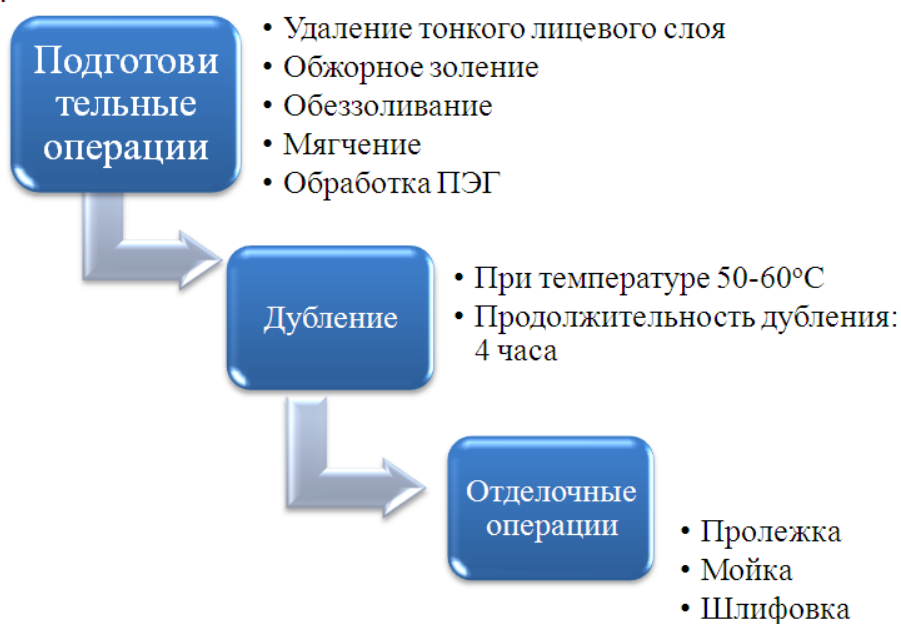 Подготови
тельные
операции
• Удаление тонкого лицевого слоя
• Обжорное золение
• Обеззоливание
• Мягчение
• Обработка ПЭГ
Дубление
• При температуре 50-60°С
• Продолжительность дубления:
4 часа
Отделочные
операции
• Пролежка
• Мойка
• Шлифовка